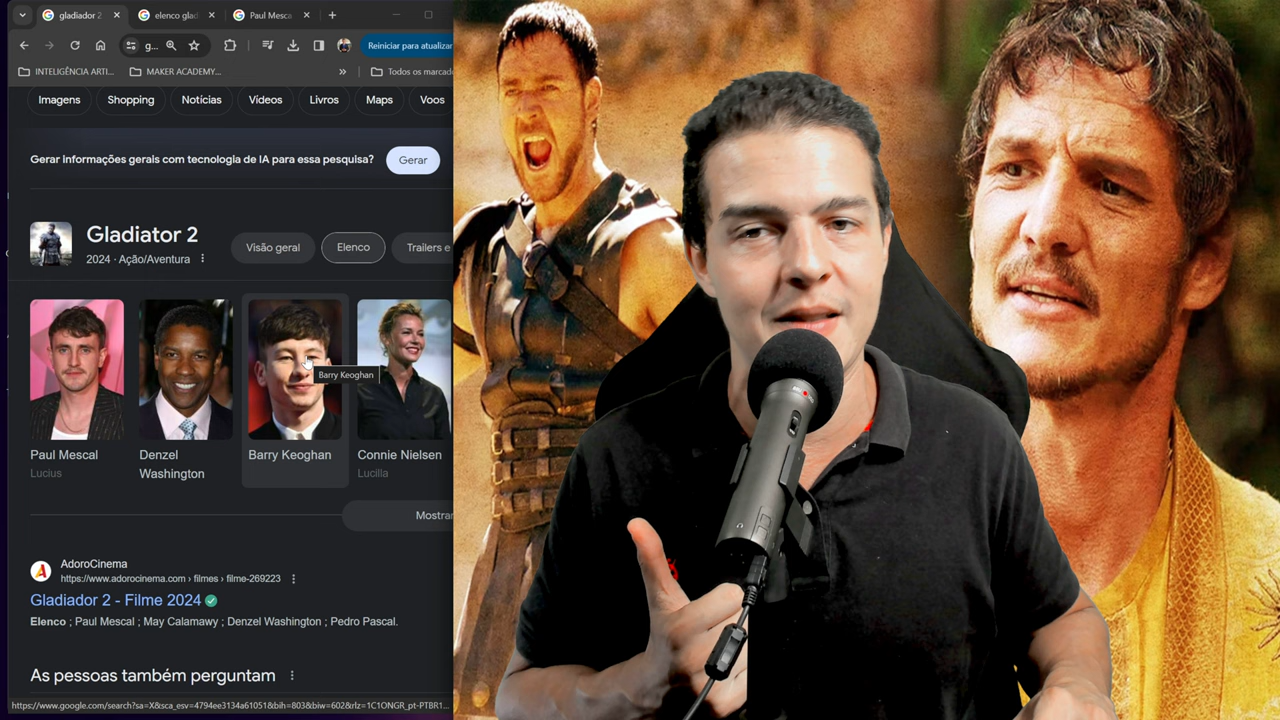 gladiador 2
elenco glad
Paul Mesca
g...
Reiniciar para atualizar
INTELIGÊNCIA ARTI...
MAKER ACADEMY...
»
Todos os marcado
Imagens
Shopping
Notícias
Vídeos
Livros
Maps
Voos
Gerar informações gerais com tecnologia de IA para essa pesquisa?
Gerar
Gladiator 2
2024 · Ação/Aventura
Visão geral
Elenco
Trailers e
Barry Keoghan
Paul Mescal
Lucius
Denzel
Washington
Barry Keoghan
Connie Nielsen
Lucilla
Mostrar
AdoroCinema
https://www.adorocinema.com › filmes › filme-269223
Gladiador 2 - Filme 2024
Elenco ; Paul Mescal ; May Calamawy ; Denzel Washington ; Pedro Pascal.
As pessoas também perguntam
https://www.google.com/search?sa=X&sca_esv=4794ee3134a61051&bih=803&biw=602&rlz=1C1ONGR_pt-PTBR1...